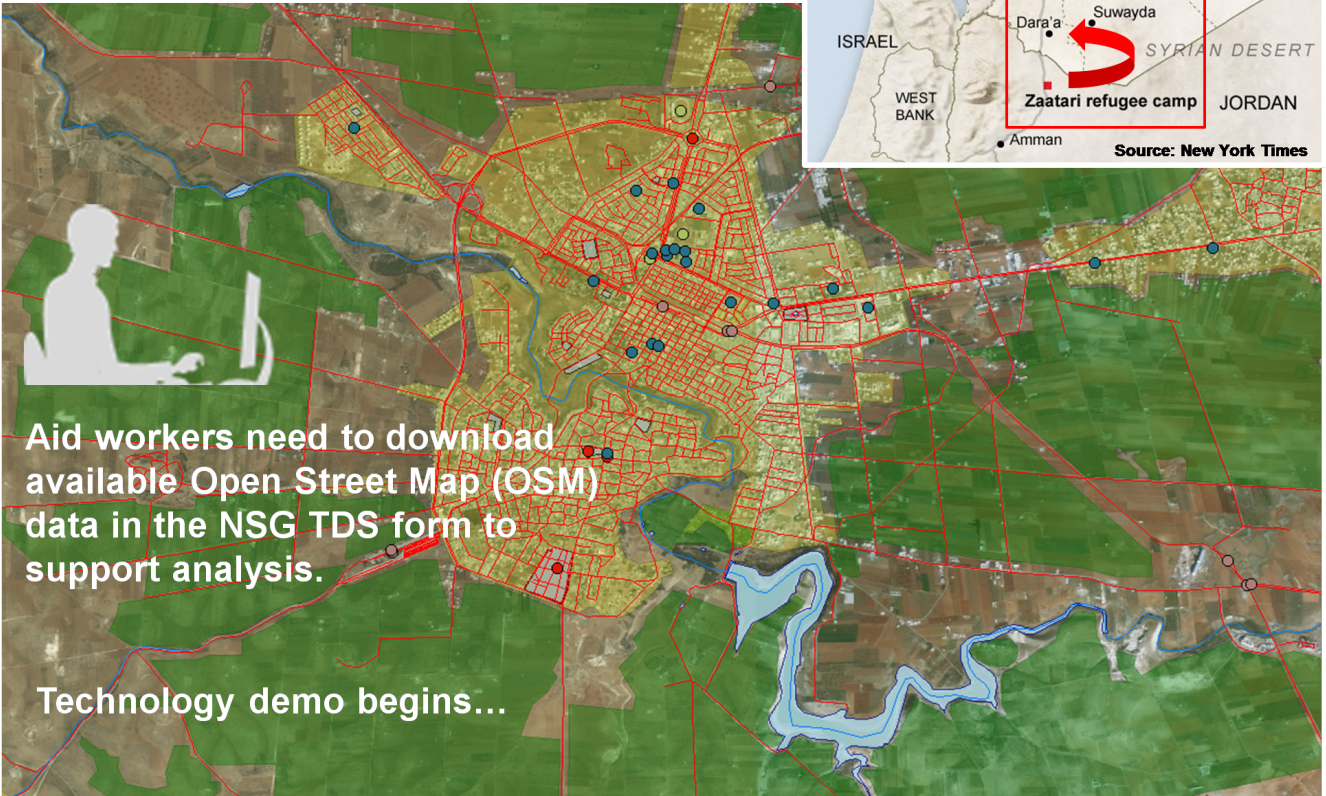 Dara'a
Suwayda
ISRAEL
SYRIAN DESERT
WEST
BANK
Zaatari refugee camp
JORDAN
Amman
Source: New York Times
Aid workers need to download
available Open Street Map (OSM)
data in the NSG TDS form to
support analysis.
Technology demo begins…